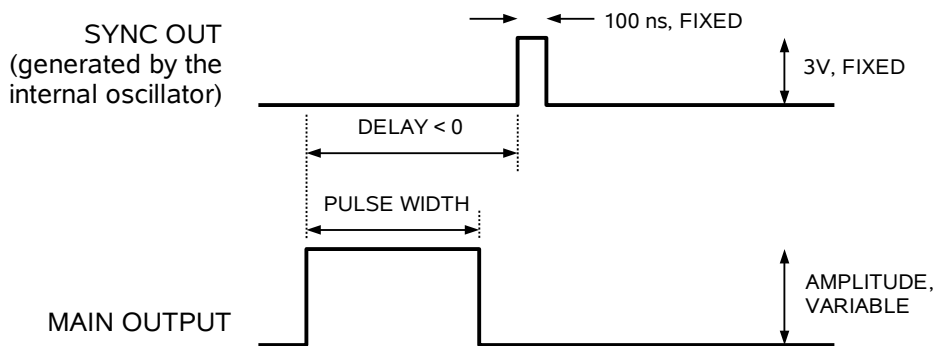 SYNC OUT
(generated by the
internal oscillator)
100 ns, FIXED
3V, FIXED
DELAY < 0
PULSE WIDTH
MAIN OUTPUT
AMPLITUDE,
VARIABLE